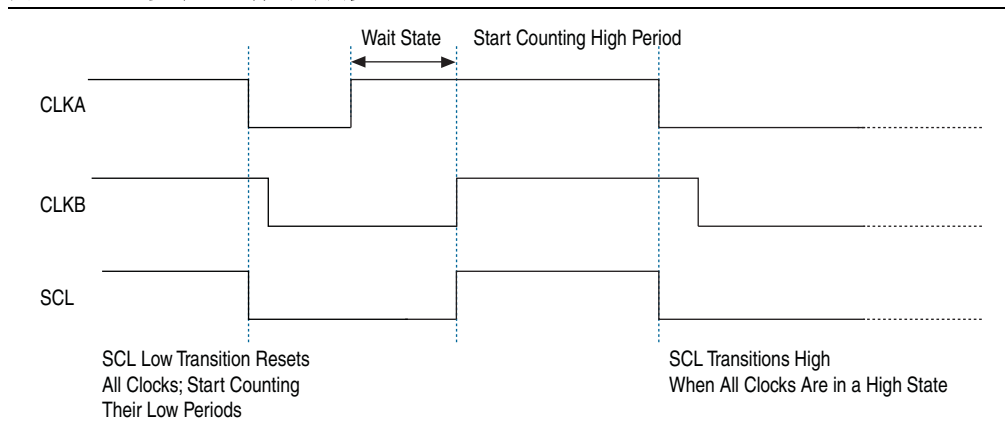 Wait State
Start Counting High Period
CLKA
CLKB
SCL
SCL Low Transition Resets
All Clocks; Start Counting
Their Low Periods
SCL Transitions High
When All Clocks Are in a High State